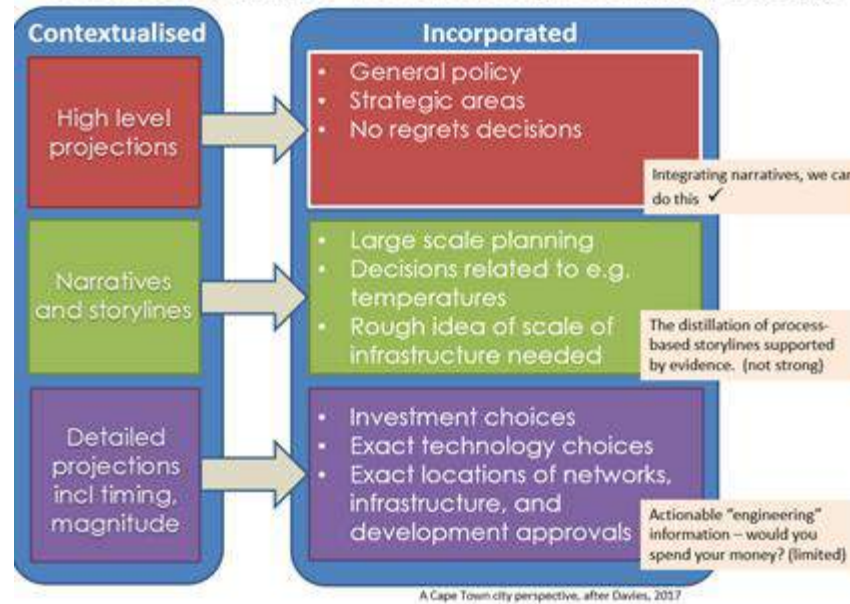 Contextualised
Incorporated
High level
projections
• General policy
• Strategic areas
• No regrets decisions
Integrating narratives, we can
do this ✓
Narratives
and storylines
• Large scale planning
• Decisions related to e.g.
temperatures
• Rough idea of scale of
infrastructure needed
The distillation of process-
based storylines supported
by evidence. (not strong)
Detailed
projections
incl timing,
magnitude
• Investment choices
• Exact technology choices
• Exact locations of networks,
infrastructure, and
development approvals
Actionable "engineering"
information – would you
spend your money? (limited)
A Cape Town city perspective, after Davies, 2017